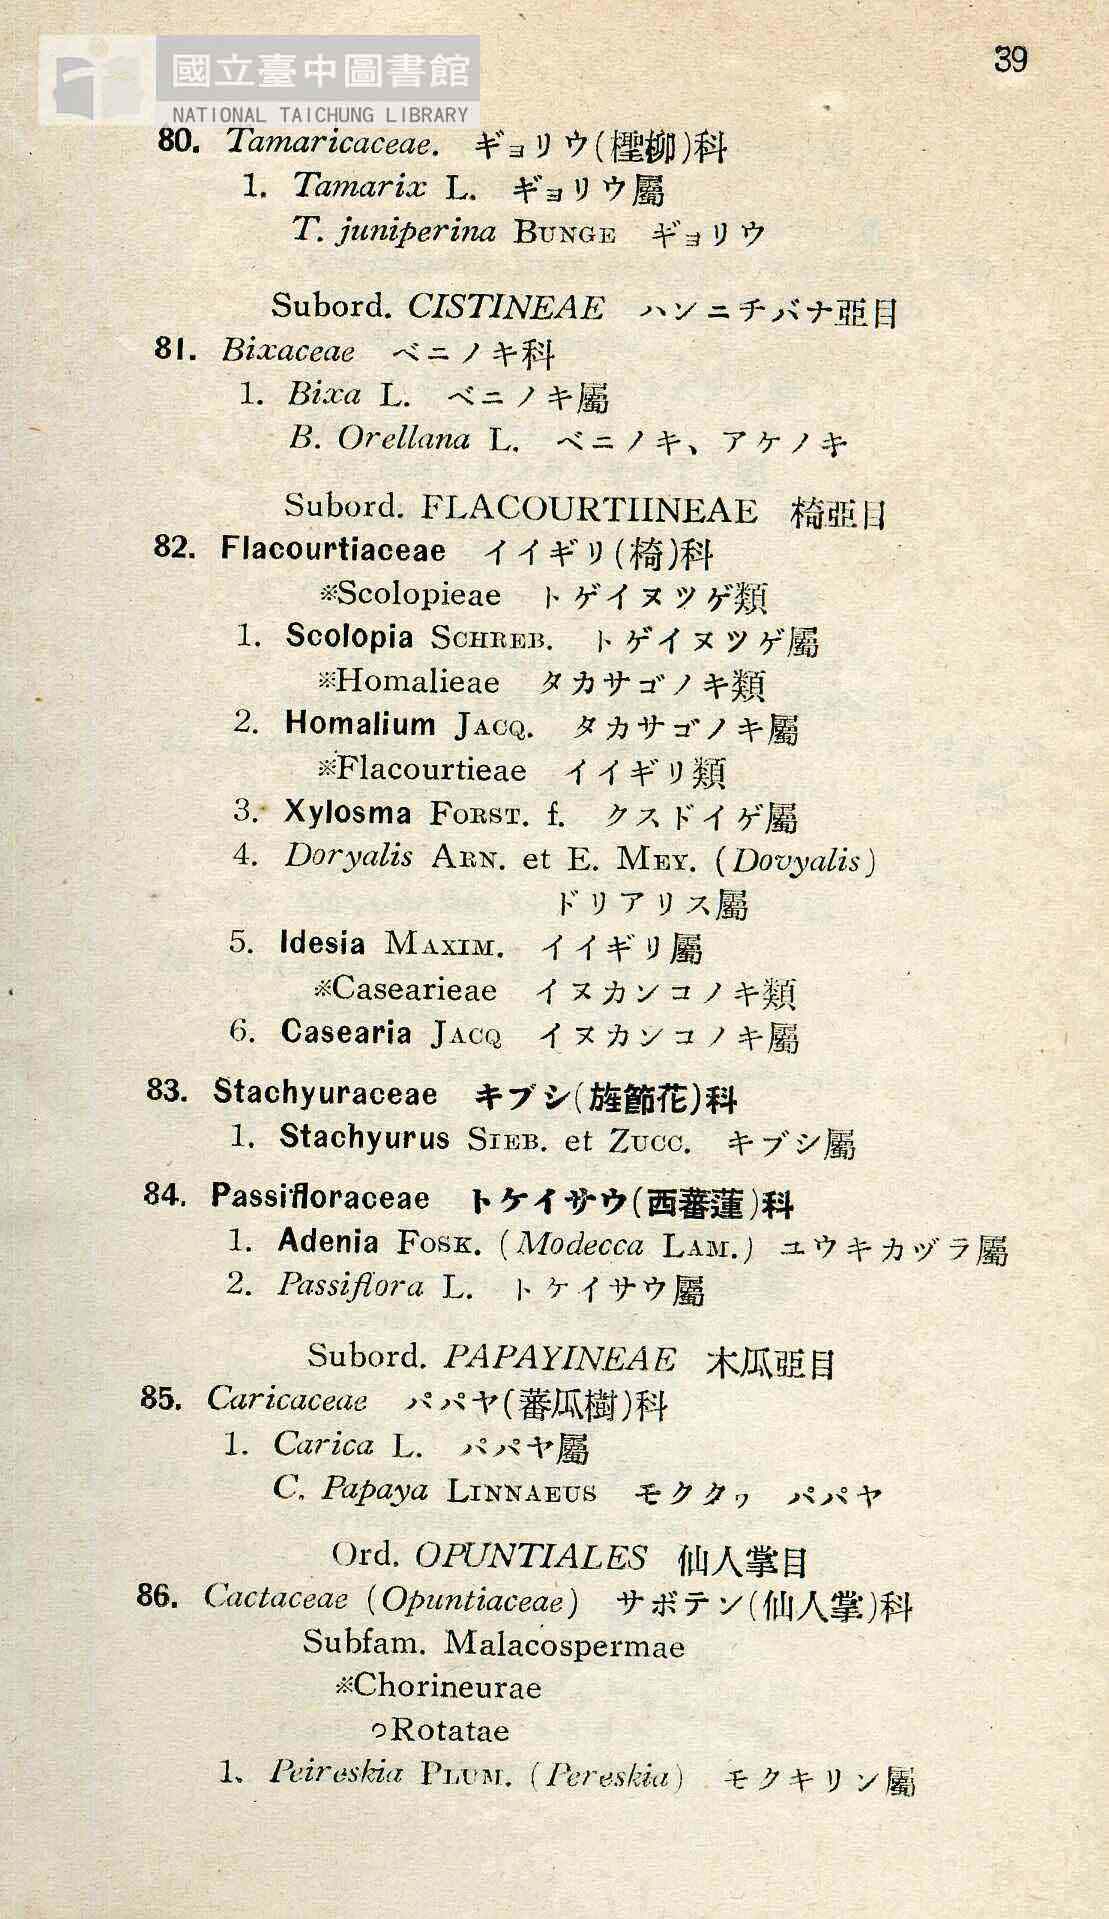 國立臺中圖書館
NATIONAL TAICHUNG LIBRARY
39
80. Tamaricaceae. ギョリウ(檉柳)科
1. Tamarix L. ギョリウ屬
T. juniperina BUNGE ギョリウ
Subord. CISTINEAE ハンニチバナ亞目
81. Bixaceae ベニノキ科
1. Bixa L. ベニノキ屬
B. Orellana L. ベニノキ、アケノキ
Subord. FLACOURTIINEAE 椅亞目
82. Flacourtiaceae イイギリ(椅)科
※Scolopieae トゲイヌツゲ類
1. Scolopia SCHREB. トゲイヌツゲ屬
※Homalieae タカサゴノキ類
2. Homalium JACQ. タカサゴノキ屬
※Flacourtieae イイギリ類
3. Xylosma FORST. f. クスドイゲ屬
4. Doryalis ARN. et E. MEY. (Dovyalis)
ドリアリス屬
5. Idesia MAXIM. イイギリ屬
※Casearieae イヌカンコノキ類
6. Casearia JACQ イヌカンコノキ屬
83. Stachyuraceae キブシ(旌節花)科
1. Stachyurus SIEB. et ZUCC. キブシ屬
84. Passifloraceae トケイサウ(西蕃蓮)科
1. Adenia FOSK. (Modecca LAM.) ユウキカヅラ屬
2. Passiflora L. トケイサウ屬
Subord. PAPAYINEAE 木瓜亞目
85. Caricaceae パパヤ(蕃瓜樹)科
1. Carica L. パパヤ屬
C. Papaya LINNAEUS モククヮ パパヤ
Ord. OPUNTIALES 仙人掌目
86. Cactaceae (Opuntiaceae) サボテン(仙人掌)科
Subfam. Malacospermae
※Chorineurae
っRotatae
1. Peireskia PLUM. (Pereskia) モクキリン屬